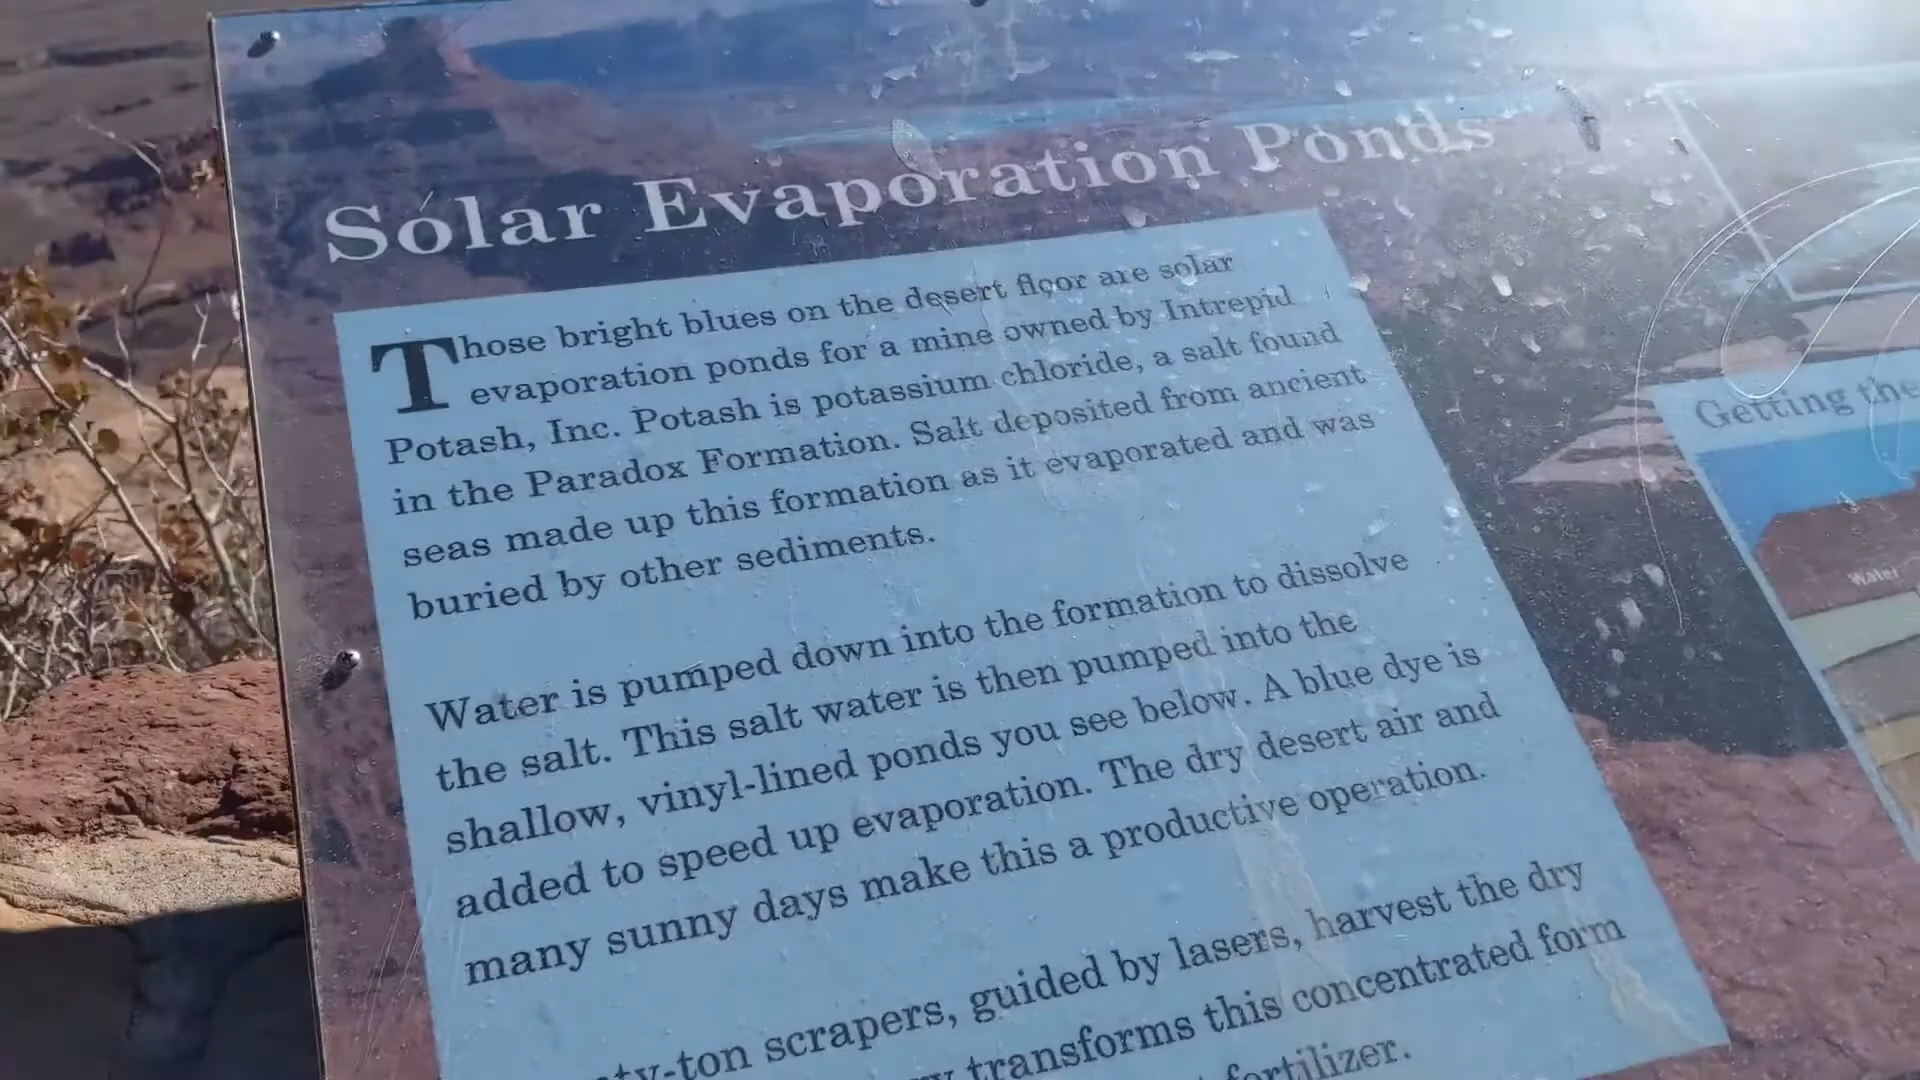 Solar Evaporation Ponds
Those bright blues on the desert floor are solar
evaporation ponds for a mine owned by Intrepid
Potash, Inc. Potash is potassium chloride, a salt found
in the Paradox Formation. Salt deposited from ancient
seas made up this formation as it evaporated and was
buried by other sediments.
Water is pumped down into the formation to dissolve
the salt. This salt water is then pumped into the
shallow, vinyl-lined ponds you see below. A blue dye is
added to speed up evaporation. The dry desert air and
many sunny days make this a productive operation.
scrapers, guided by lasers, harvest the dry
transforms this concentrated form
fertilizer.
Getting the
Water